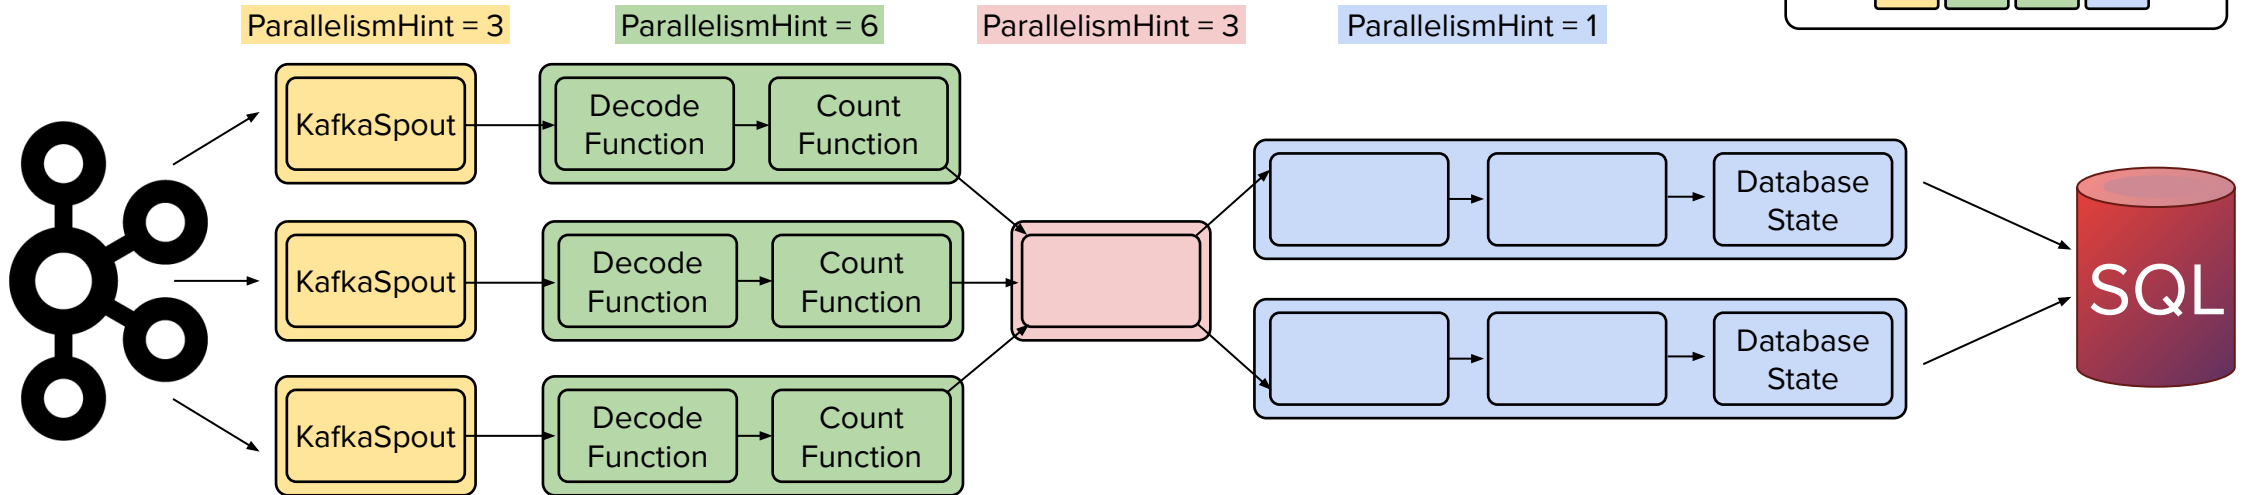 ParallelismHint = 3
ParallelismHint = 6
ParallelismHint = 3
ParallelismHint = 1
KafkaSpout
Decode
Function
Count
Function
KafkaSpout
Decode
Function
Count
Function
KafkaSpout
Decode
Function
Count
Function
Database
State
Database
State
SQL